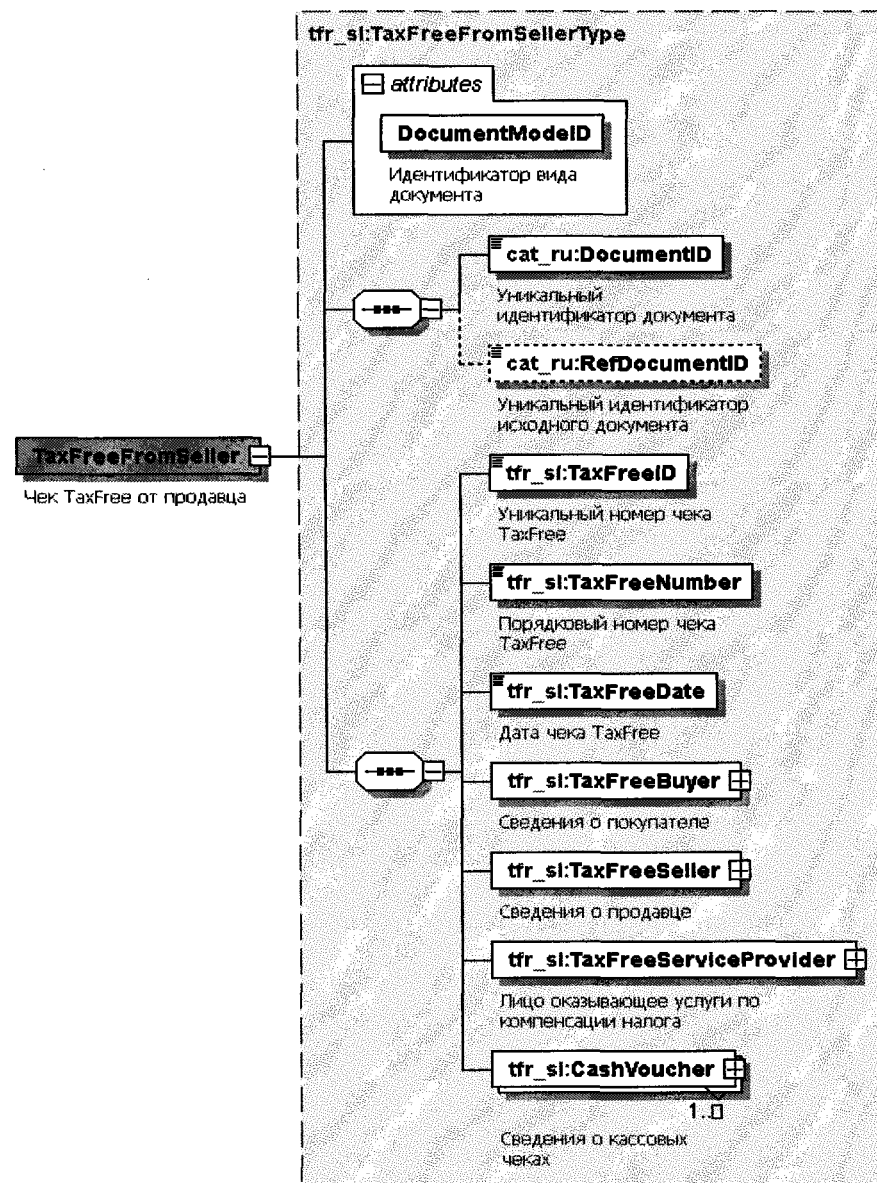 tfr_sl:TaxFreeFromSellerType
attributes
DocumentModeID
Идентификатор вида
документа
cat_ru:DocumentID
Уникальный
идентификатор документа
cat_ru:RefDocumentID
Уникальный идентификатор
исходного документа
TaxFreeFromSeller
Чек TaxFree от продавца
tfr_sl:TaxFreeID
Уникальный номер чека
TaxFree
tfr_sl:TaxFreeNumber
Порядковый номер чека
TaxFree
tfr_sl:TaxFreeDate
Дата чека TaxFree
tfr_sl:TaxFreeBuyer
Сведения о покупателе
tfr_sl:TaxFreeSeller
Сведения о продавце
tfr_sl:TaxFreeServiceProvider
Лицо оказывающее услуги по
компенсации налога
tfr_sl:CashVoucher
1..
Сведения о кассовых
чеках